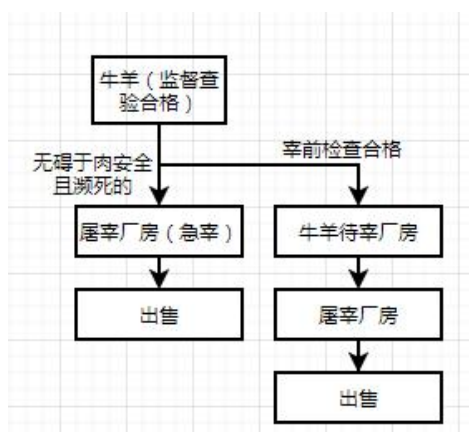 牛羊（监督查
验合格）
无碍于肉安全
且濒死的
宰前检查合格
屠宰厂房（急宰）
牛羊待宰厂房
出售
屠宰厂房
出售